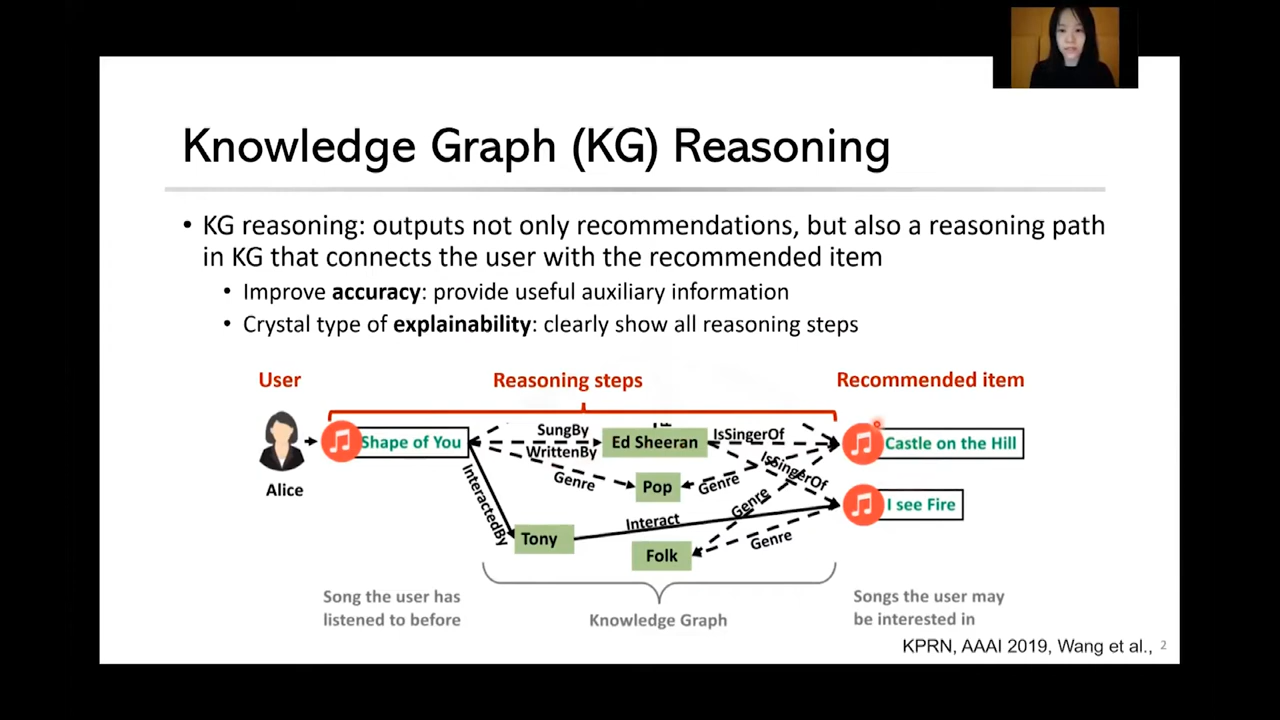 Knowledge Graph (KG) Reasoning
• KG reasoning: outputs not only recommendations, but also a reasoning path
in KG that connects the user with the recommended item
• Improve accuracy: provide useful auxiliary information
• Crystal type of explainability: clearly show all reasoning steps
User
Reasoning steps
Recommended item
Alice
Shape of You
SungBy
WrittenBy
Genre
InteractedBy
Ed Sheeran
Pop
Tony
Folk
IsSingerOf
IsSingerOf
Genre
Genre
Interact
Genre
Castle on the Hill
I see Fire
Song the user has
listened to before
Knowledge Graph
Songs the user may
be interested in
KPRN, AAAI 2019, Wang et al., 2